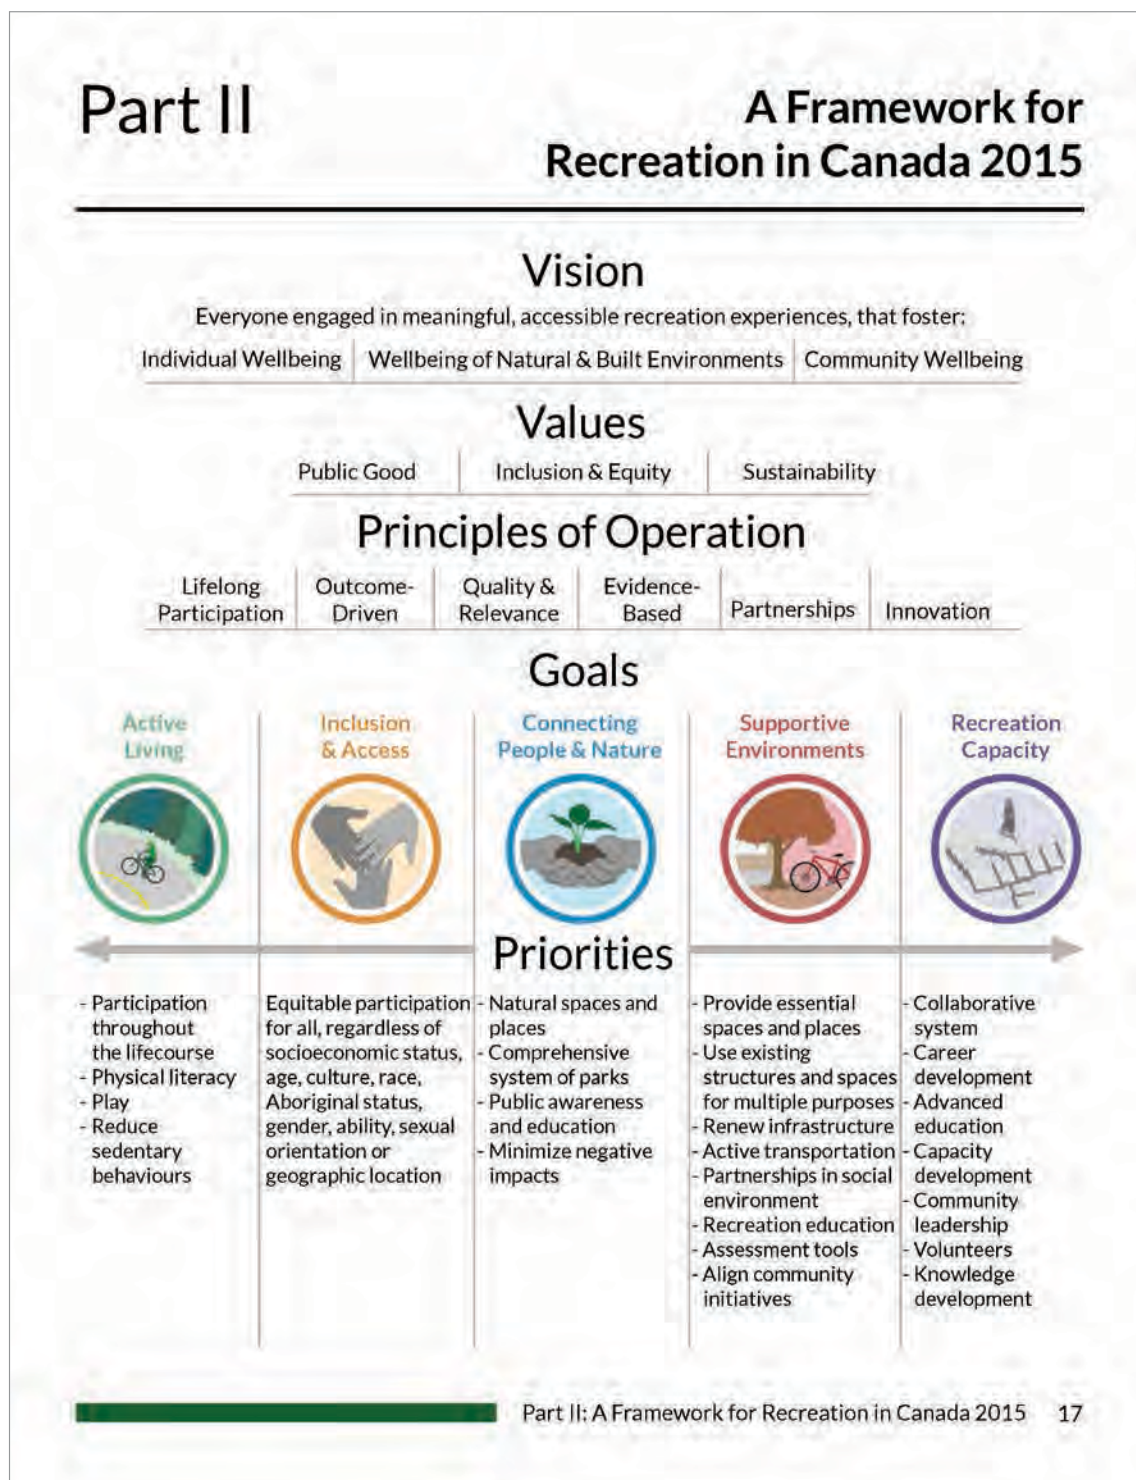 Part II
A Framework for
Recreation in Canada 2015
Vision
Everyone engaged in meaningful, accessible recreation experiences, that foster:
Individual Wellbeing
Wellbeing of Natural & Built Environments
Community Wellbeing
Values
Public Good
Inclusion & Equity
Sustainability
Principles of Operation
Lifelong
Participation
Outcome-
Driven
Quality &
Relevance
Evidence-
Based
Partnerships
Innovation
Goals
Active
Living
Inclusion
& Access
Connecting
People & Nature
Supportive
Environments
Recreation
Capacity
Priorities
- Participation
throughout
the lifecourse
- Physical literacy
- Play
- Reduce
sedentary
behaviours
Equitable participation
for all, regardless of
socioeconomic status,
age, culture, race,
Aboriginal status,
gender, ability, sexual
orientation or
geographic location
- Natural spaces and
places
- Comprehensive
system of parks
- Public awareness
and education
- Minimize negative
impacts
- Provide essential
spaces and places
- Use existing
structures and spaces
for multiple purposes
- Renew infrastructure
- Active transportation
- Partnerships in social
environment
- Recreation education
- Assessment tools
- Align community
initiatives
- Collaborative
system
- Career
development
- Advanced
education
- Capacity
development
- Community
leadership
- Volunteers
- Knowledge
development
Part II: A Framework for Recreation in Canada 2015 17